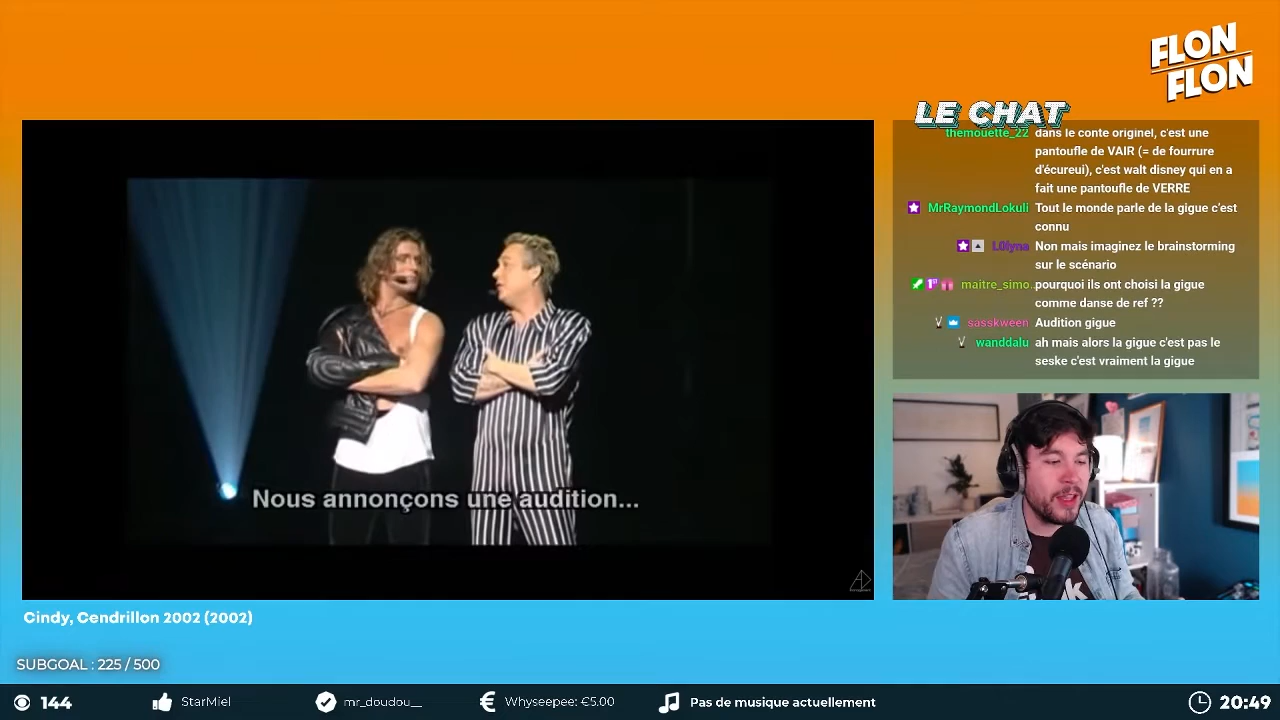 FLON
FLON
LE CHAT
themouette_22 dans le conte originel, c'est une
pantoufle de VAIR (= de fourrure
d'écureui), c'est walt disney qui en a
fait une pantoufle de VERRE
MrRaymondLokuli Tout le monde parle de la gigue c'est
connu
L0lyna Non mais imaginez le brainstorming
sur le scénario
maitre_simo.. pourquoi ils ont choisi la gigue
comme danse de ref ??
sasskween Audition gigue
wanddalu ah mais alors la gigue c'est pas le
seske c'est vraiment la gigue
Nous annonçons une audition...
Cindy, Cendrillon 2002 (2002)
SUBGOAL : 225 / 500
144 StarMiel mr_doudou__ € Whyseepee: €5.00 Pas de musique actuellement 20:49